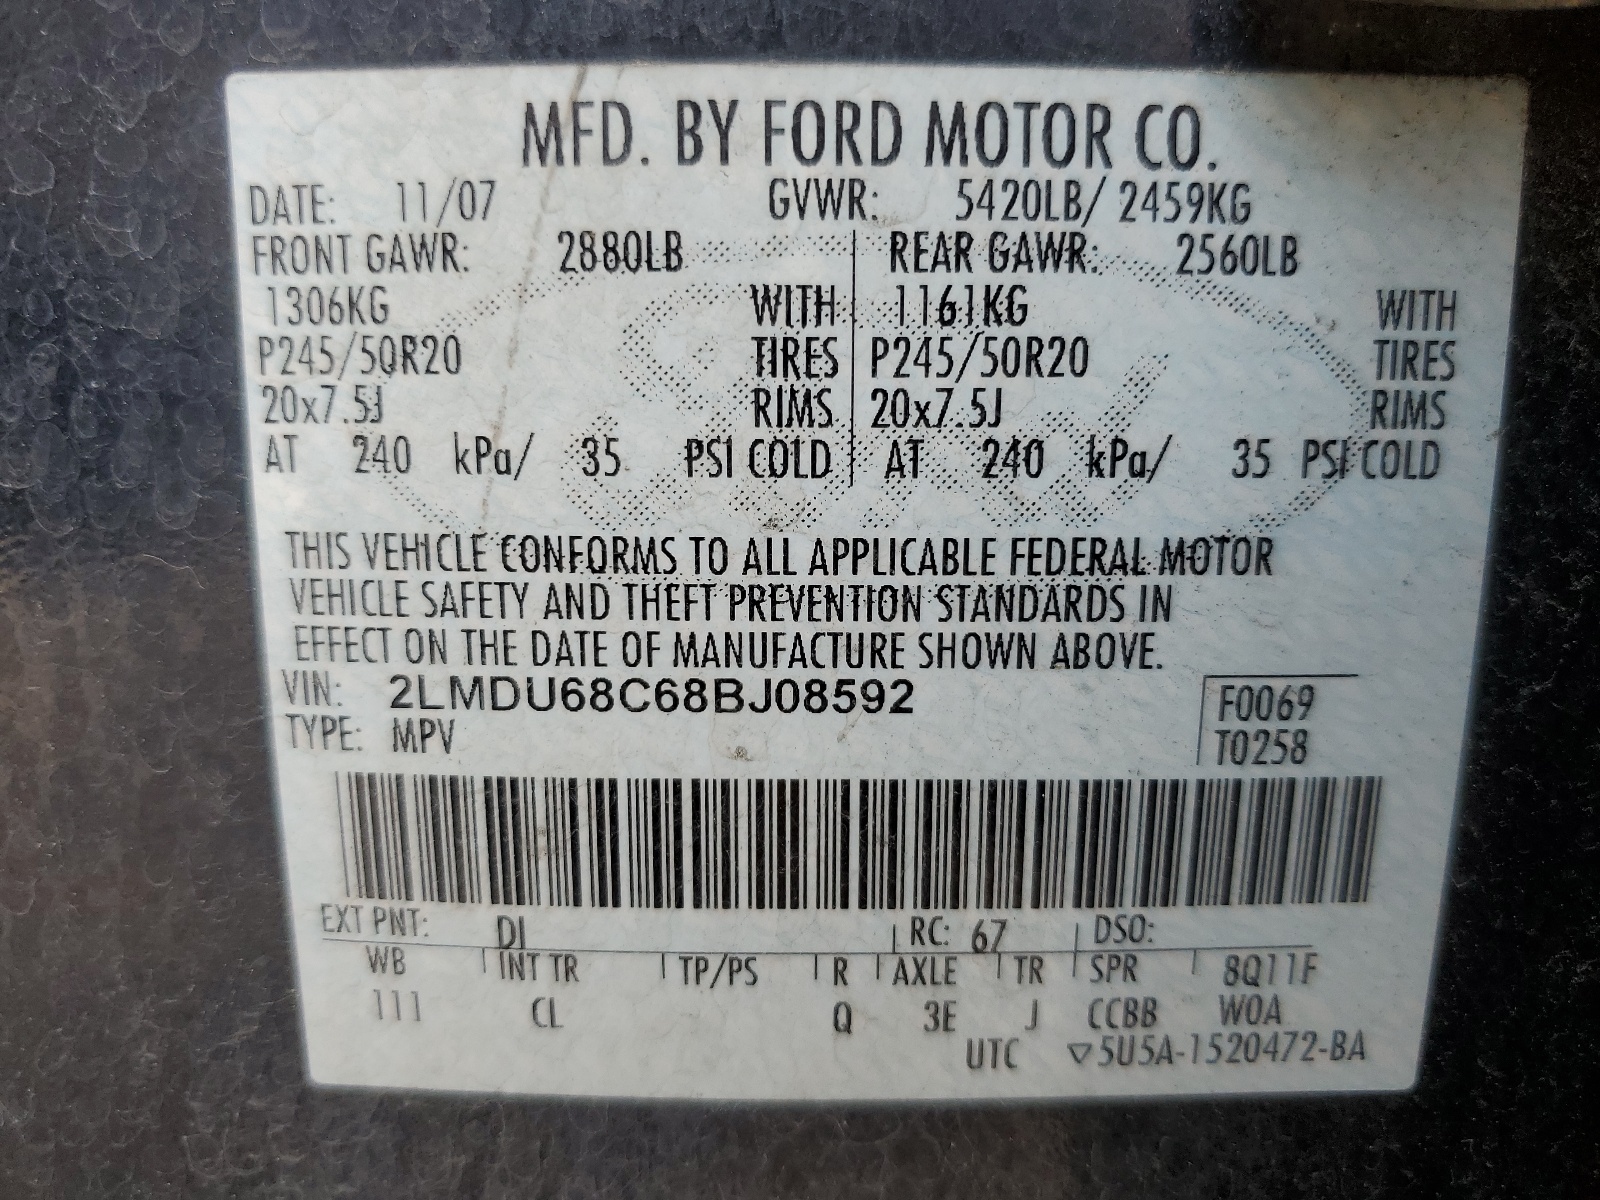 MFD. BY FORD MOTOR CO.
DATE: 11/07 GVWR: 5420LB/ 2459KG
FRONT GAWR: 2880LB REAR GAWR: 2560LB
1306KG WITH 1161KG WITH
P245/50R20 TIRES P245/50R20 TIRES
20x7.5J RIMS 20x7.5J RIMS
AT 240 kPa/ 35 PSI COLD AT 240 kPa/ 35 PSI COLD
THIS VEHICLE CONFORMS TO ALL APPLICABLE FEDERAL MOTOR
VEHICLE SAFETY AND THEFT PREVENTION STANDARDS IN
EFFECT ON THE DATE OF MANUFACTURE SHOWN ABOVE.
VIN: 2LMDU68C68BJ08592 F0069
TYPE: MPV T0258
EXT PNT: DI RC: 67 DSO:
WB INT TR TP/PS R AXLE TR SPR 8Q11F
111 CL Q 3E J CCBB WOA
UTC ▽5U5A-1520472-BA